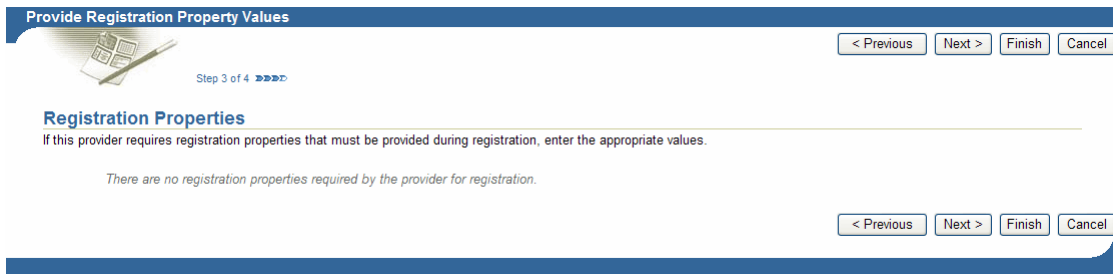 Provide Registration Property Values
< Previous Next > Finish Cancel
Step 3 of 4
Registration Properties
If this provider requires registration properties that must be provided during registration, enter the appropriate values.
There are no registration properties required by the provider for registration.
< Previous Next > Finish Cancel